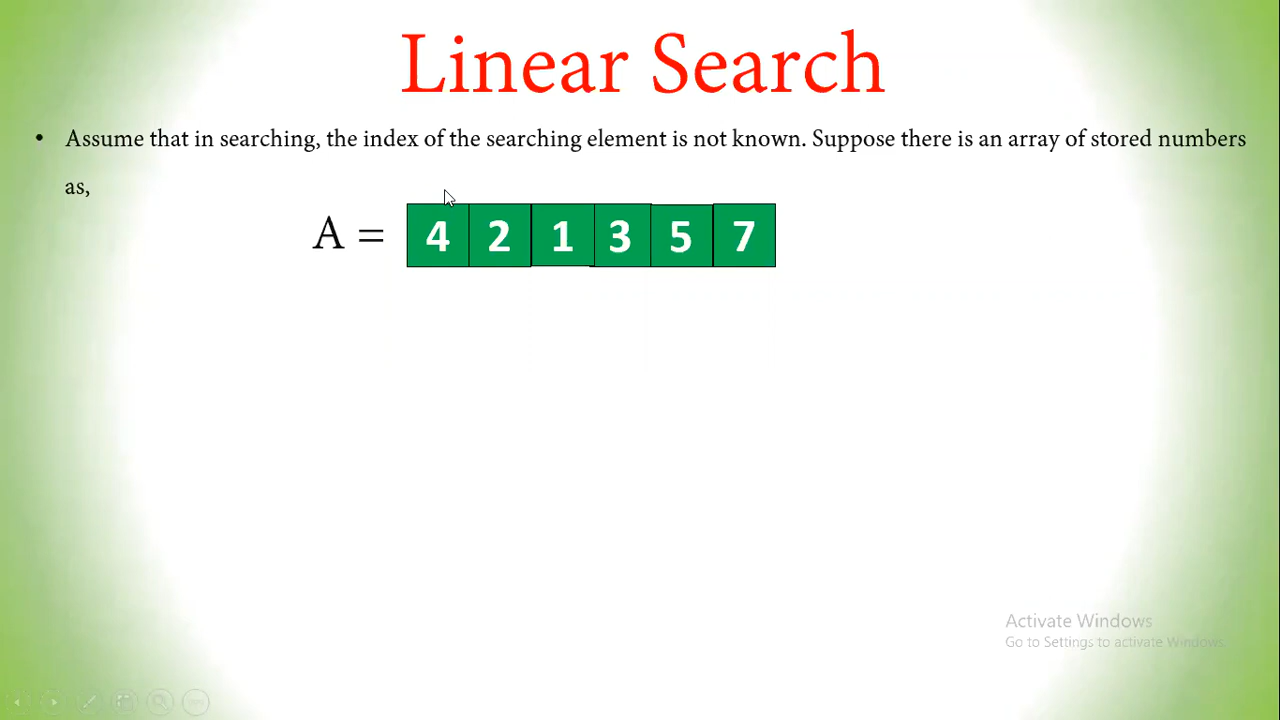 Linear Search
• Assume that in searching, the index of the searching element is not known. Suppose there is an array of stored numbers
as,
A = 4 2 1 3 5 7
Activate Windows
Go to Settings to activate Windows.